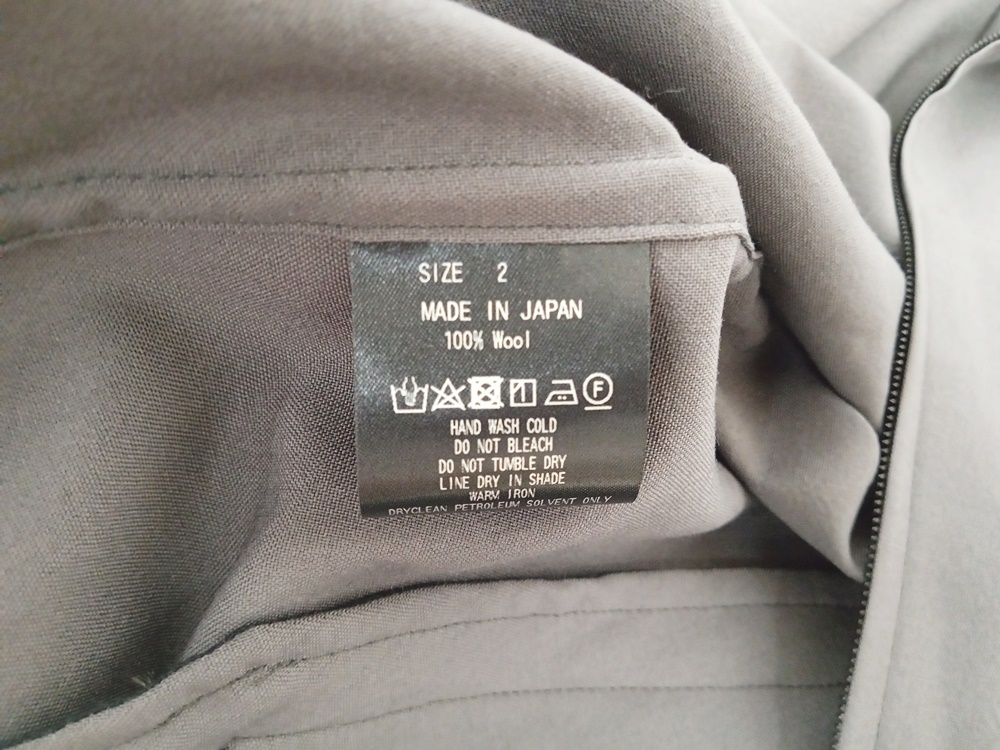 SIZE 2
MADE IN JAPAN
100% Wool
F
HAND WASH COLD
DO NOT BLEACH
DO NOT TUMBLE DRY
LINE DRY IN SHADE
WARM IRON
DRYCLEAN PETROLEUM SOLVENT ONLY